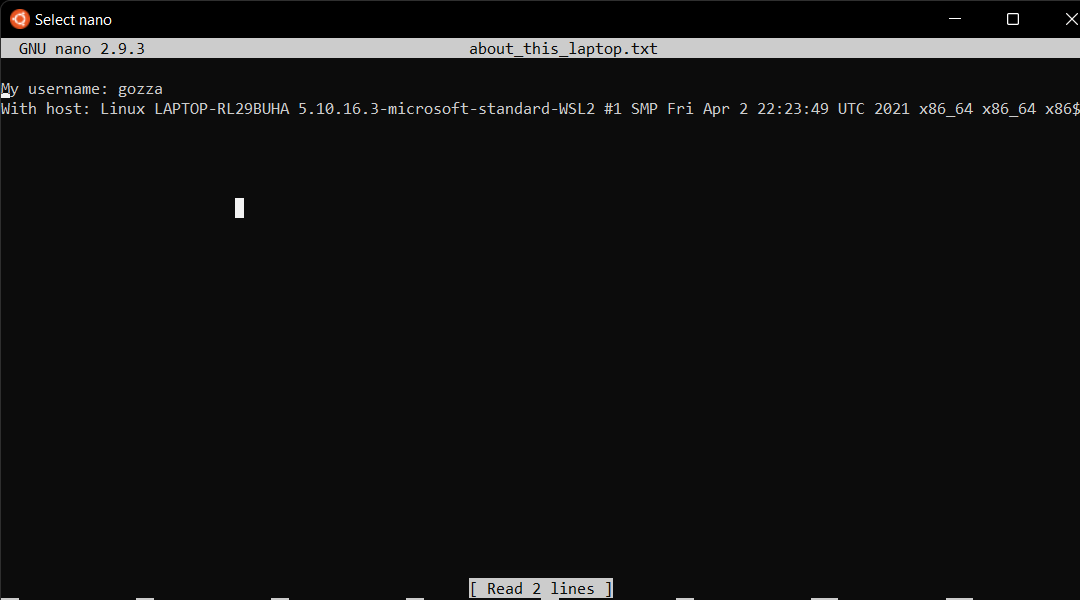 Select nano
GNU nano 2.9.3 about_this_laptop.txt
My username: gozza
With host: Linux LAPTOP-RL29BUHA 5.10.16.3-microsoft-standard-WSL2 #1 SMP Fri Apr 2 22:23:49 UTC 2021 x86_64 x86_64 x86$
[ Read 2 lines ]